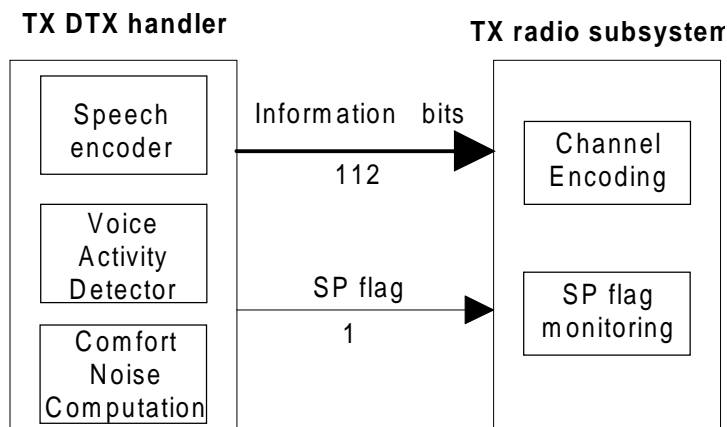 TX DTX handler
TX radio subsystem
Speech
encoder
Information bits
112
Channel
Encoding
Voice
Activity
Detector
SP flag
1
SP flag
monitoring
Comfort
Noise
Computation